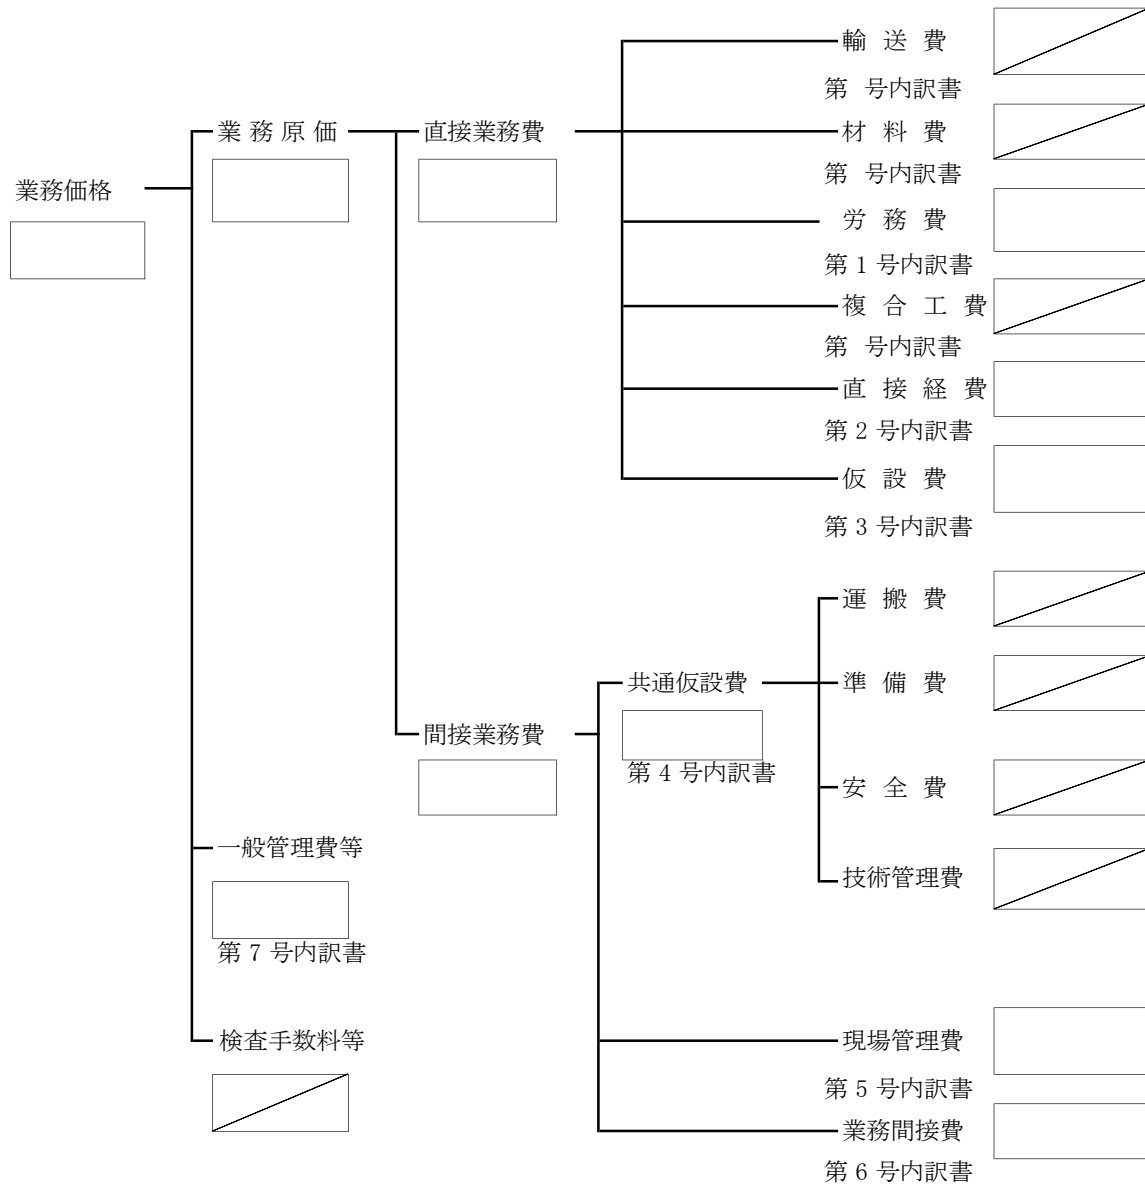 輸 送 費
第 号内訳書
業 務 原 価
直接業務費
材 料 費
第 号内訳書
業務価格
労 務 費
第 1 号内訳書
複 合 工 費
第 号内訳書
直 接 経 費
第 2 号内訳書
仮 設 費
第 3 号内訳書
運 搬 費
共通仮設費
準 備 費
間接業務費
第 4 号内訳書
安 全 費
一般管理費等
技術管理費
第 7 号内訳書
検査手数料等
現場管理費
第 5 号内訳書
業務間接費
第 6 号内訳書